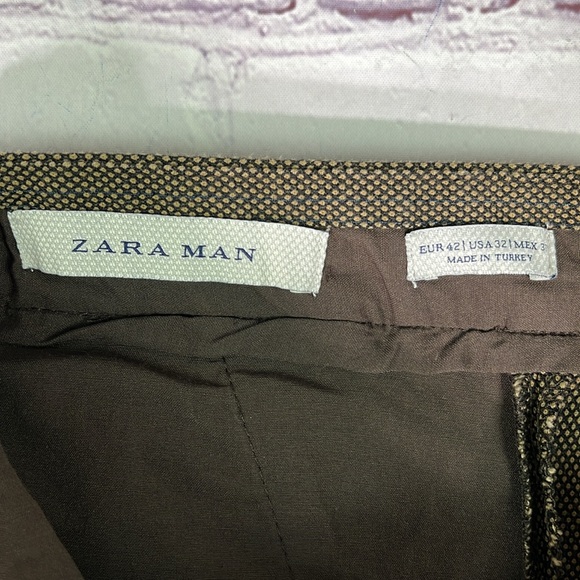 ZARA MAN
EUR 42 | USA 32 | MEX 3
MADE IN TURKEY